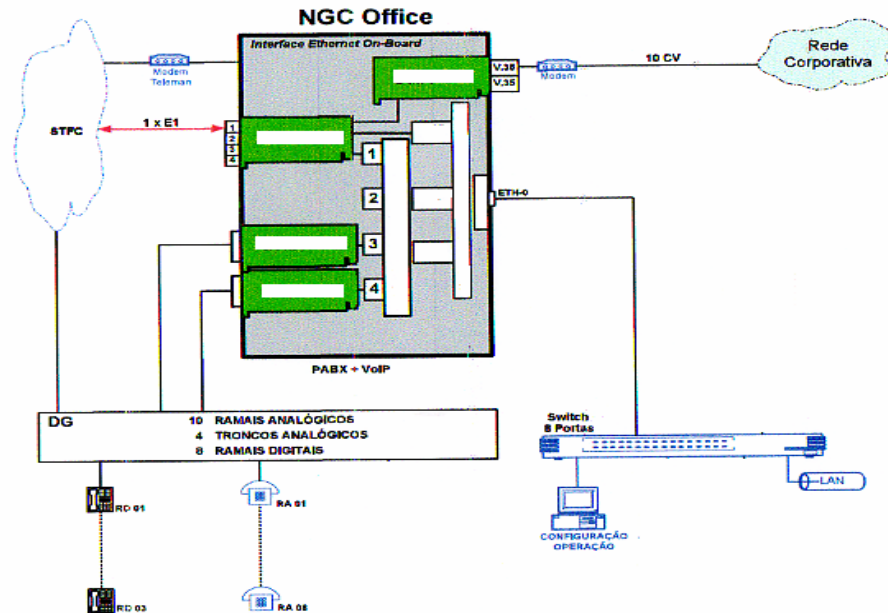 NGC Office
Interface Ethernet On-Board
Modem
Teleman
V.36
V.35
Modem
10 CV
Rede
Corporativa
STFC
1 x E1
1
2
3
4
1
2
3
4
ETH-0
PABX + VoIP
DG
10 RAMAIS ANALÓGICOS
4 TRONCOS ANALÓGICOS
8 RAMAIS DIGITAIS
Switch
8 Portas
LAN
CONFIGURAÇÃO
OPERAÇÃO
RD 01
RA 01
RD 03
RA 08